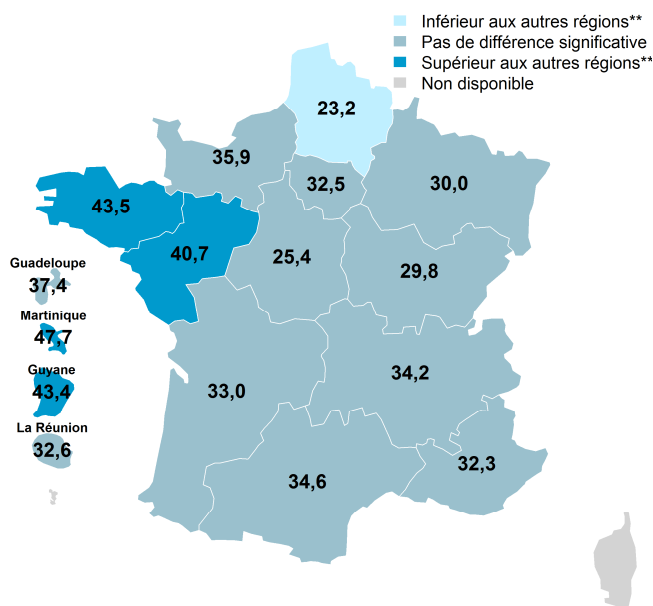 Inférieur aux autres régions**
Pas de différence significative
Supérieur aux autres régions**
Non disponible
23,2
35,9
32,5
30,0
43,5
40,7
25,4
29,8
Guadeloupe
37,4
Martinique
47,7
Guyane
43,4
La Réunion
32,6
33,0
34,2
34,6
32,3